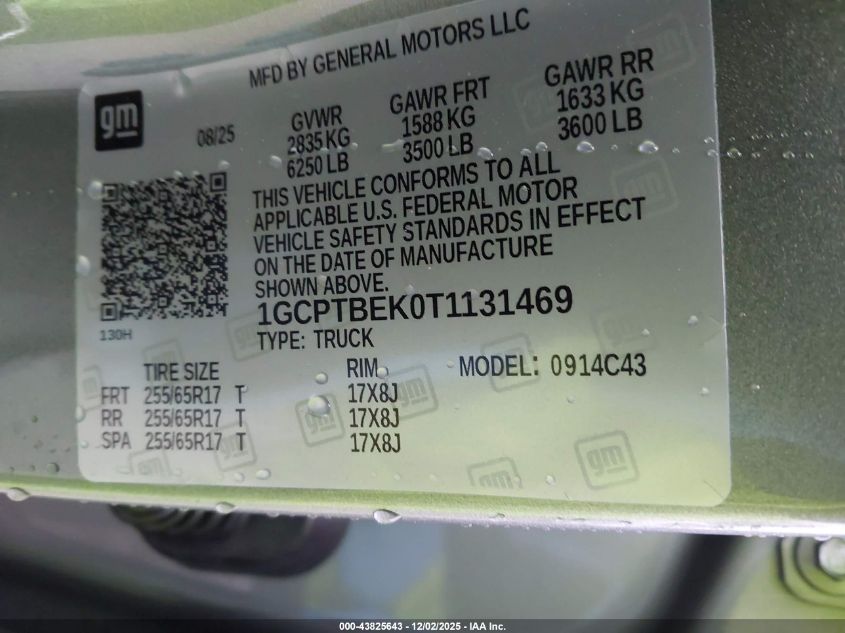 MFD BY GENERAL MOTORS LLC
gm
08/25
GVWR
2835 KG
6250 LB
GAWR FRT
1588 KG
3500 LB
GAWR RR
1633 KG
3600 LB
THIS VEHICLE CONFORMS TO ALL
APPLICABLE U.S. FEDERAL MOTOR
VEHICLE SAFETY STANDARDS IN EFFECT
ON THE DATE OF MANUFACTURE
SHOWN ABOVE.
1GCPTBEK0T1131469
130H
TYPE: TRUCK
TIRE SIZE RIM MODEL: 0914C43
FRT 255/65R17 T 17X8J
RR 255/65R17 T 17X8J
SPA 255/65R17 T 17X8J
gm
000-43825643 - 12/02/2025 - IAA Inc.